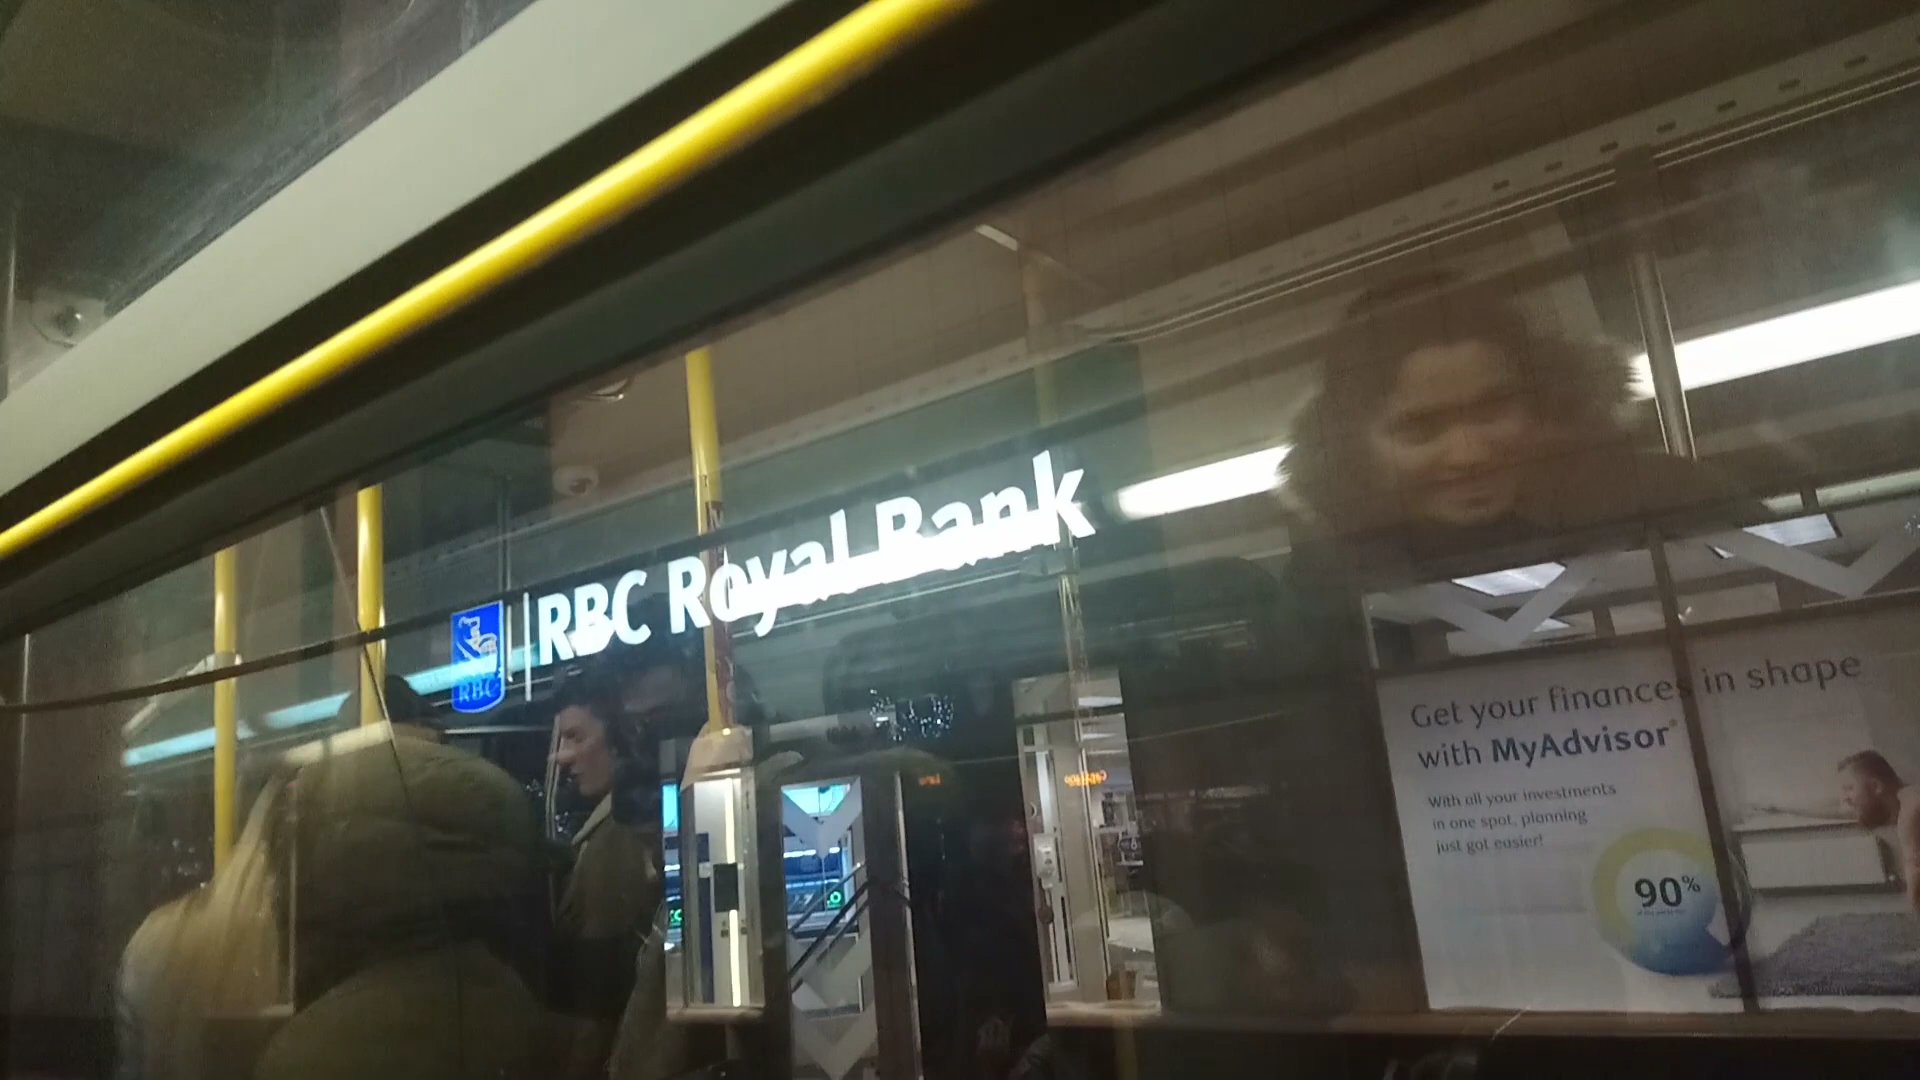 RBC
RBC Royal Bank
Get your finances in shape
with MyAdvisor®
With all your investments
in one spot, planning
just got easier!
90%